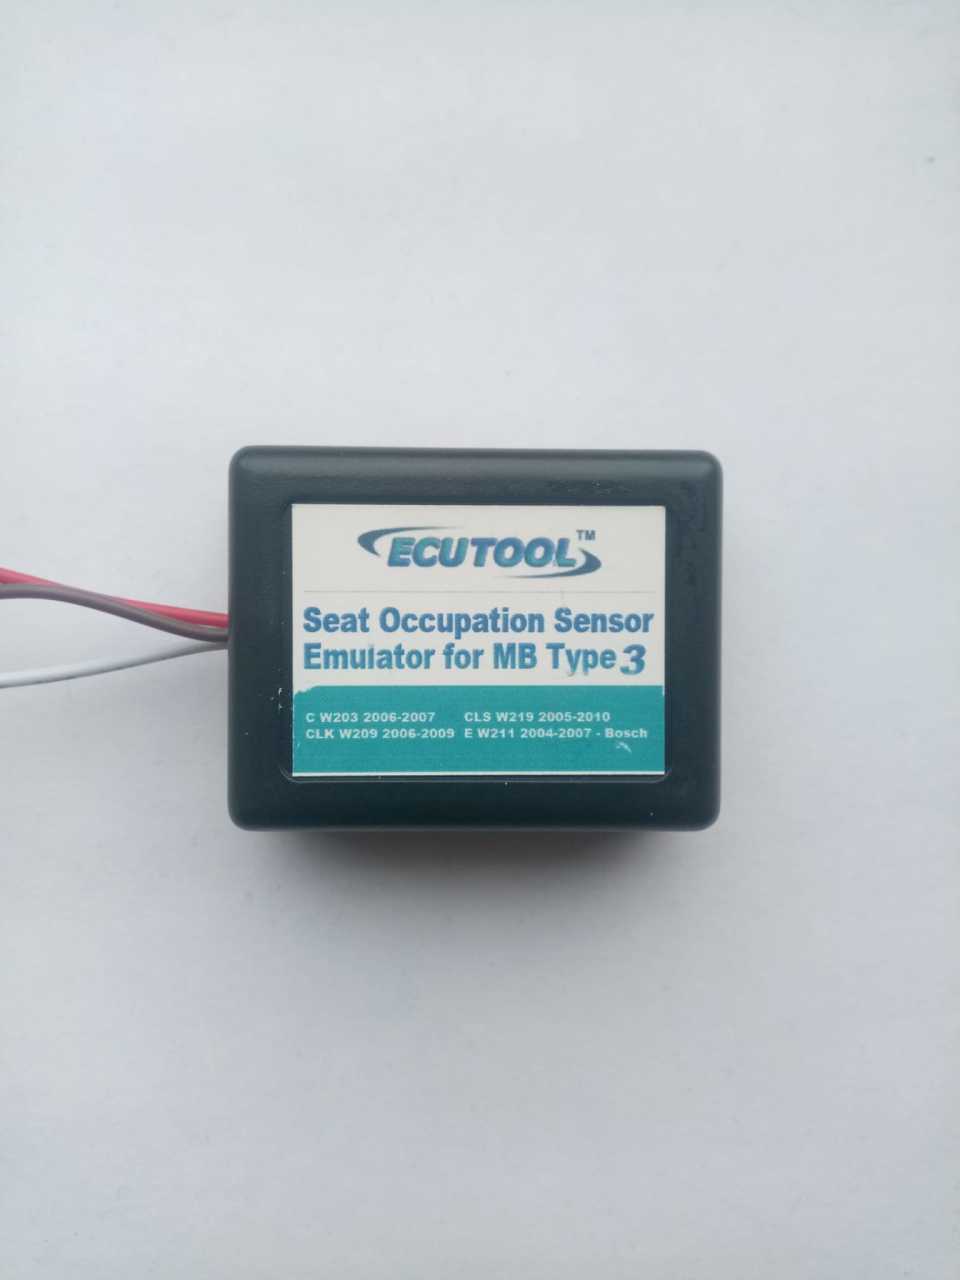 ECUTOOL™
Seat Occupation Sensor
Emulator for MB Type 3
C W203 2006-2007 CLS W219 2005-2010
CLK W209 2006-2009 E W211 2004-2007 - Bosch